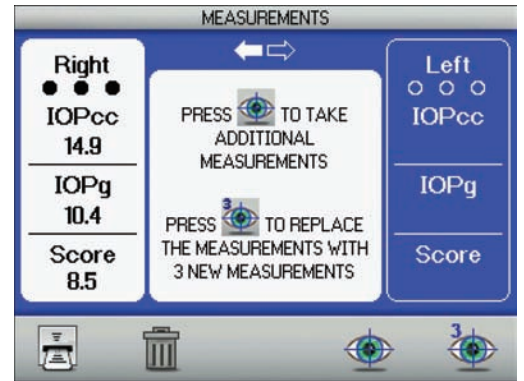 MEASUREMENTS
Right
IOPcc
14.9
IOPg
10.4
Score
8.5
PRESS TO TAKE
ADDITIONAL
MEASUREMENTS
3
PRESS TO REPLACE
THE MEASUREMENTS WITH
3 NEW MEASUREMENTS
Left
IOPcc
IOPg
Score
3